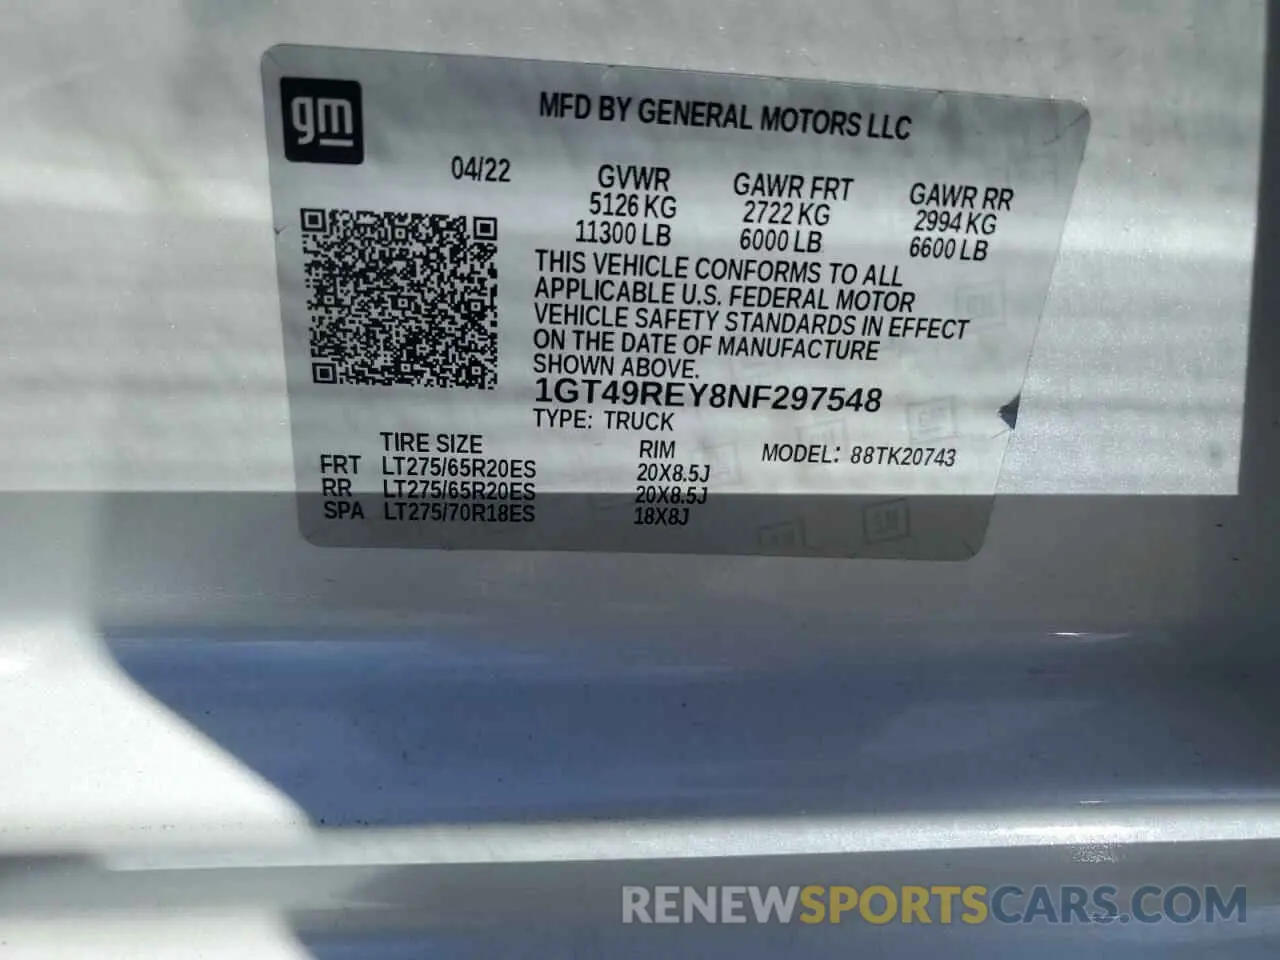 gm
MFD BY GENERAL MOTORS LLC
04/22 GVWR GAWR FRT GAWR RR
5126 KG 2722 KG 2994 KG
11300 LB 6000 LB 6600 LB
THIS VEHICLE CONFORMS TO ALL
APPLICABLE U.S. FEDERAL MOTOR
VEHICLE SAFETY STANDARDS IN EFFECT
ON THE DATE OF MANUFACTURE
SHOWN ABOVE.
1GT49REY8NF297548
TYPE: TRUCK
TIRE SIZE RIM MODEL: 88TK20743
FRT LT275/65R20ES 20X8.5J
RR LT275/65R20ES 20X8.5J
SPA LT275/70R18ES 18X8J
RENEWSPORTSCARS.COM